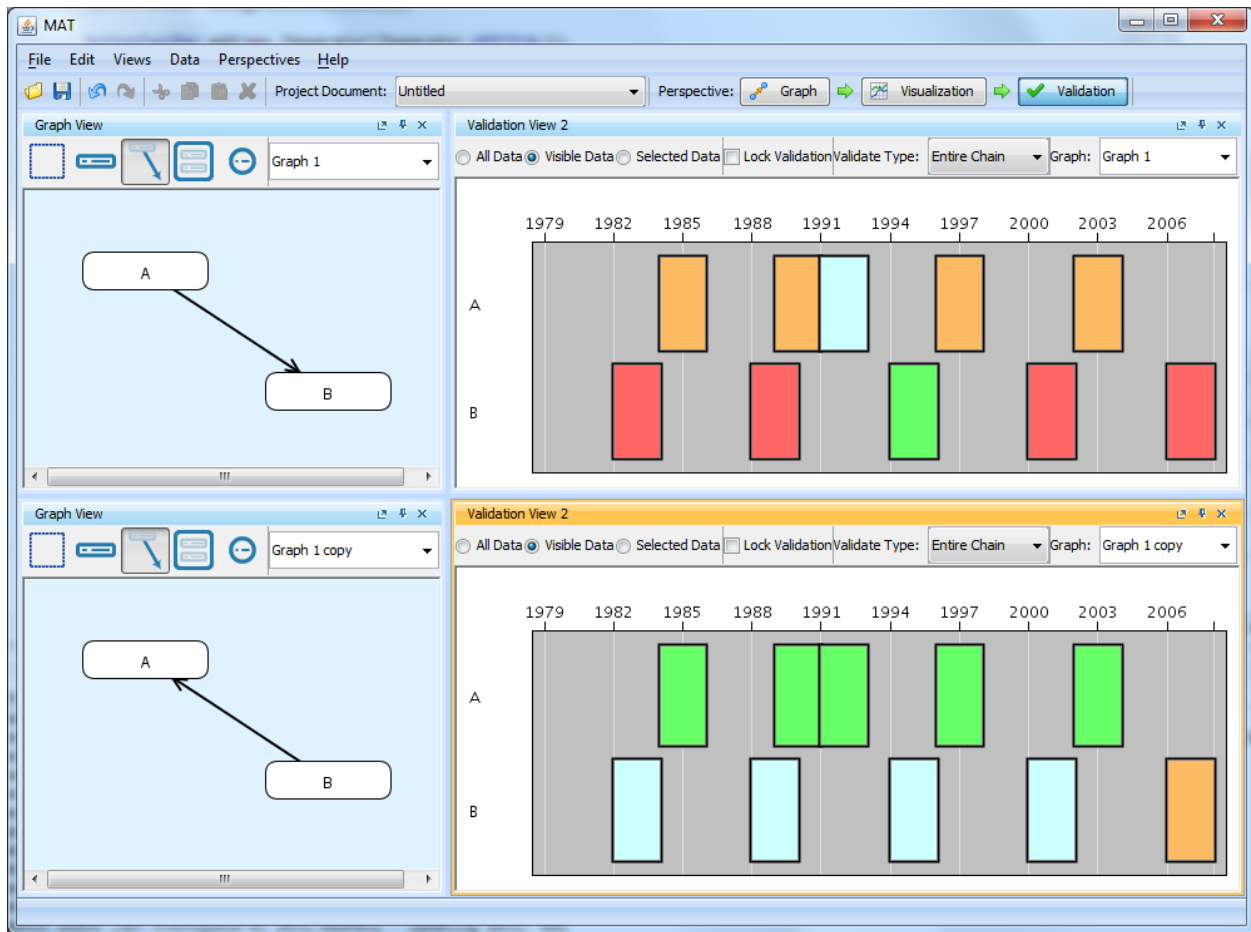 MAT
File Edit Views Data Perspectives Help
Project Document: Untitled Perspective: Graph Visualization Validation
Graph View
Graph 1
A
B
Validation View 2
All Data Visible Data Selected Data Lock Validation Validate Type: Entire Chain Graph: Graph 1
1979 1982 1985 1988 1991 1994 1997 2000 2003 2006
A
B
Graph View
Graph 1 copy
A
B
Validation View 2
All Data Visible Data Selected Data Lock Validation Validate Type: Entire Chain Graph: Graph 1 copy
1979 1982 1985 1988 1991 1994 1997 2000 2003 2006
A
B